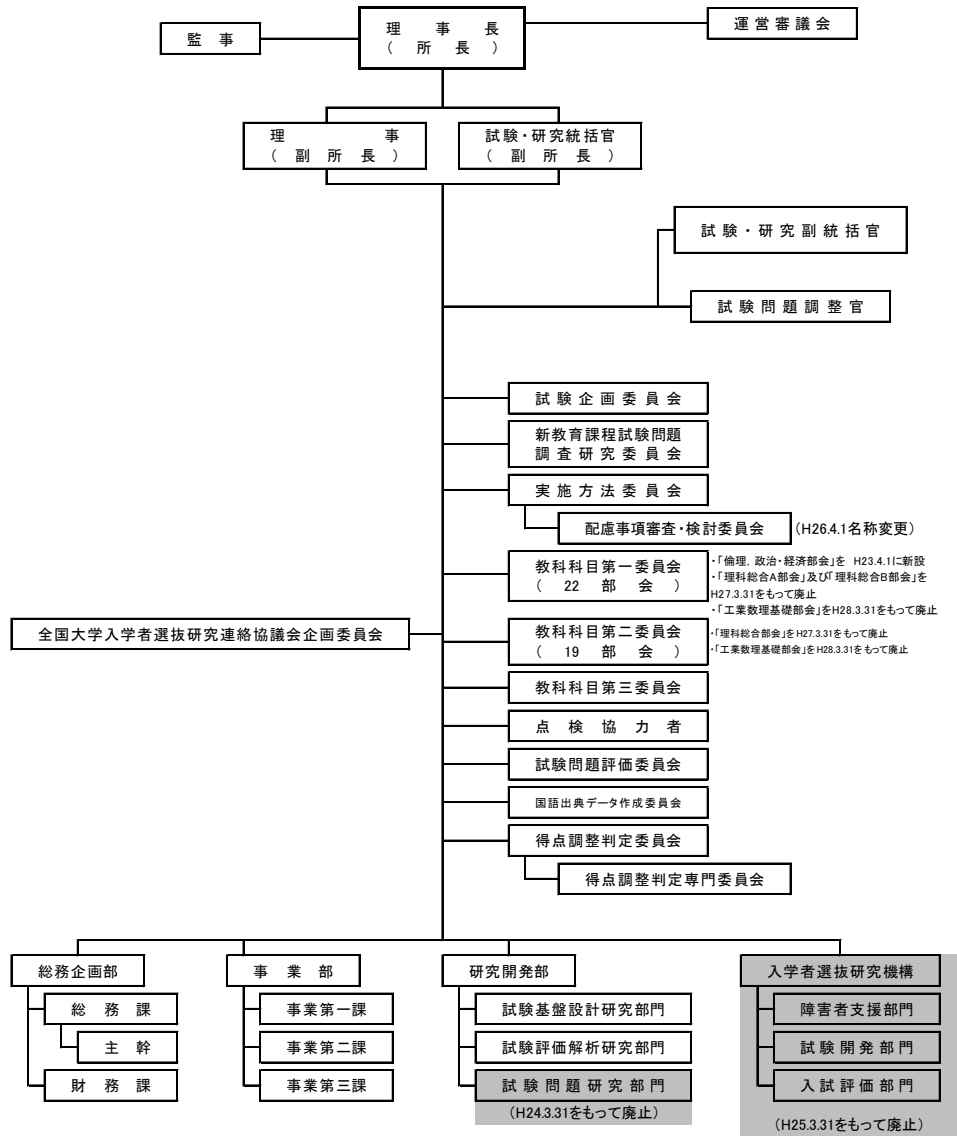 監 事
理 事 長
( 所 長 )
運営審議会
理 事
( 副 所 長 )
試験・研究統括官
( 副 所 長 )
試験・研究副統括官
試験問題調整官
試験企画委員会
新教育課程試験問題
調査研究委員会
実施方法委員会
配慮事項審査・検討委員会 (H26.4.1名称変更)
教科科目第一委員会
( 22 部 会 )
・「倫理，政治・経済部会」を H23.4.1に新設
・「理科総合A部会」及び「理科総合B部会」を
H27.3.31をもって廃止
・「工業数理基礎部会」をH28.3.31をもって廃止
全国大学入学者選抜研究連絡協議会企画委員会
教科科目第二委員会
( 19 部 会 )
・「理科総合部会」をH27.3.31をもって廃止
・「工業数理基礎部会」をH28.3.31をもって廃止
教科科目第三委員会
点 検 協 力 者
試験問題評価委員会
国語出典データ作成委員会
得点調整判定委員会
得点調整判定専門委員会
総務企画部
総 務 課
主 幹
財 務 課
事 業 部
事業第一課
事業第二課
事業第三課
研究開発部
試験基盤設計研究部門
試験評価解析研究部門
試験問題研究部門
(H24.3.31をもって廃止)
入学者選抜研究機構
障害者支援部門
試験開発部門
入試評価部門
(H25.3.31をもって廃止)